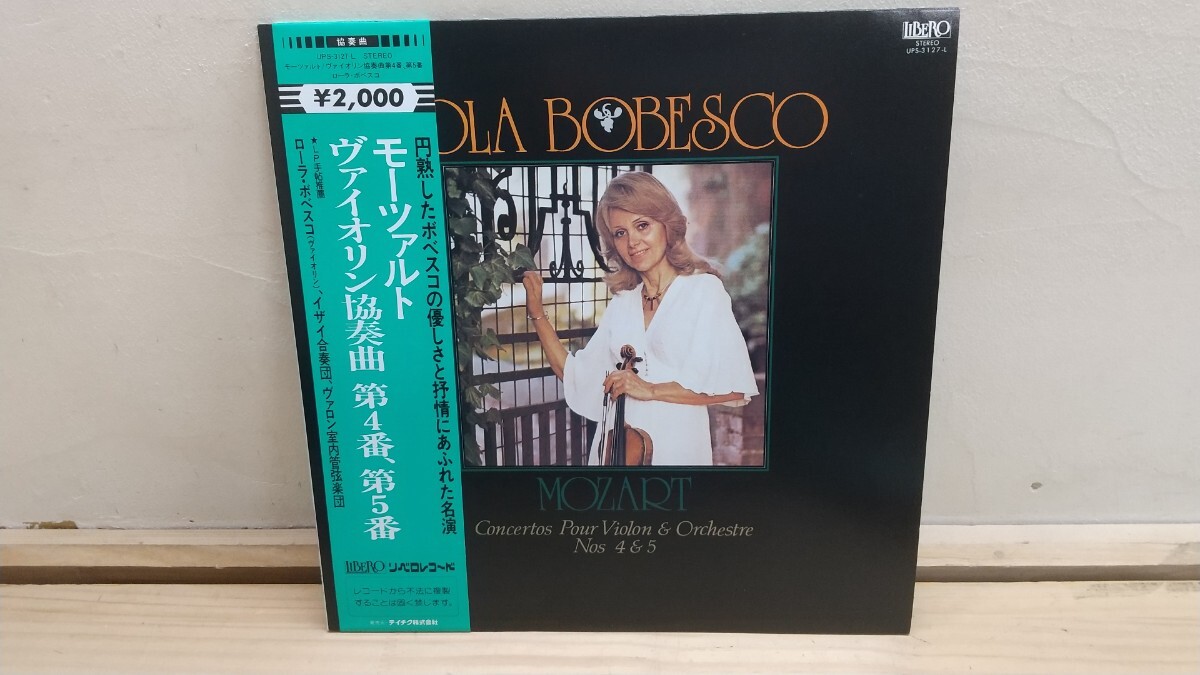 協奏曲
UPS-3127-L STEREO
モーツァルト/ヴァイオリン協奏曲第4番、第5番
ローラ・ボベスコ
¥2,000
円熟したボベスコの優しさと抒情にあふれた名演
モーツァルト
ヴァイオリン協奏曲 第4番、第5番
★LP手帖推薦
ローラ・ボベスコ(ヴァイオリン)、イザイ合奏団、ヴァロン室内管弦楽団
LIBERO リベロレコード
レコードから不法に複製
することは固く禁じます。
テイチク株式会社
LIBERO
STEREO
UPS-3127-L
OLA BOBESCO
MOZART
Concertos Pour Violon & Orchestre
Nos 4 & 5